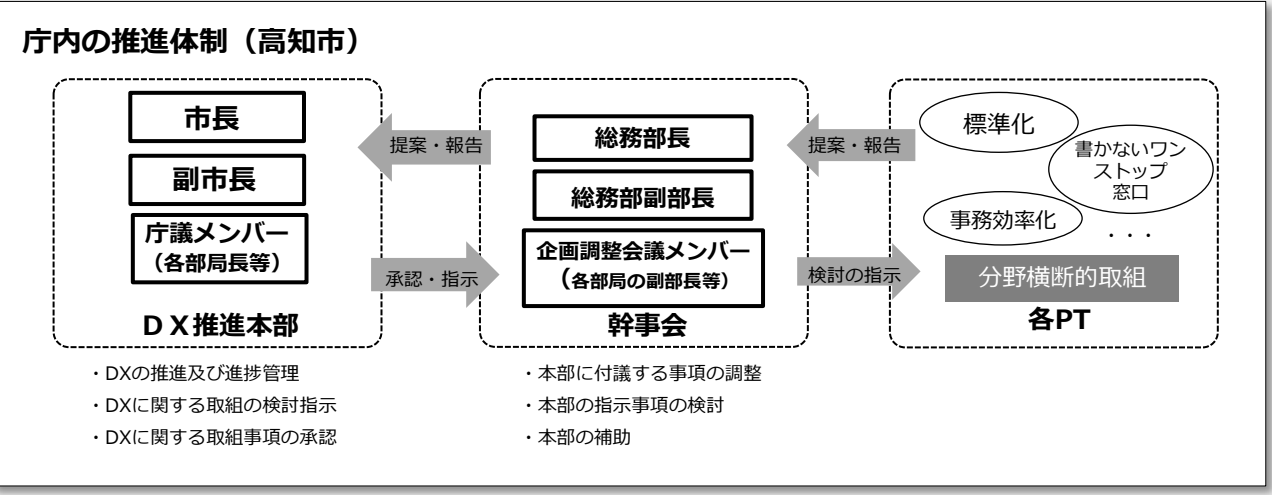 庁内の推進体制（高知市）
市長
副市長
庁議メンバー
（各部局長等）
ＤＸ推進本部
・DXの推進及び進捗管理
・DXに関する取組の検討指示
・DXに関する取組事項の承認
提案・報告
承認・指示
総務部長
総務部副部長
企画調整会議メンバー
（各部局の副部長等）
幹事会
・本部に付議する事項の調整
・本部の指示事項の検討
・本部の補助
提案・報告
検討の指示
標準化
書かないワン
ストップ
窓口
事務効率化
・・・
分野横断的取組
各PT